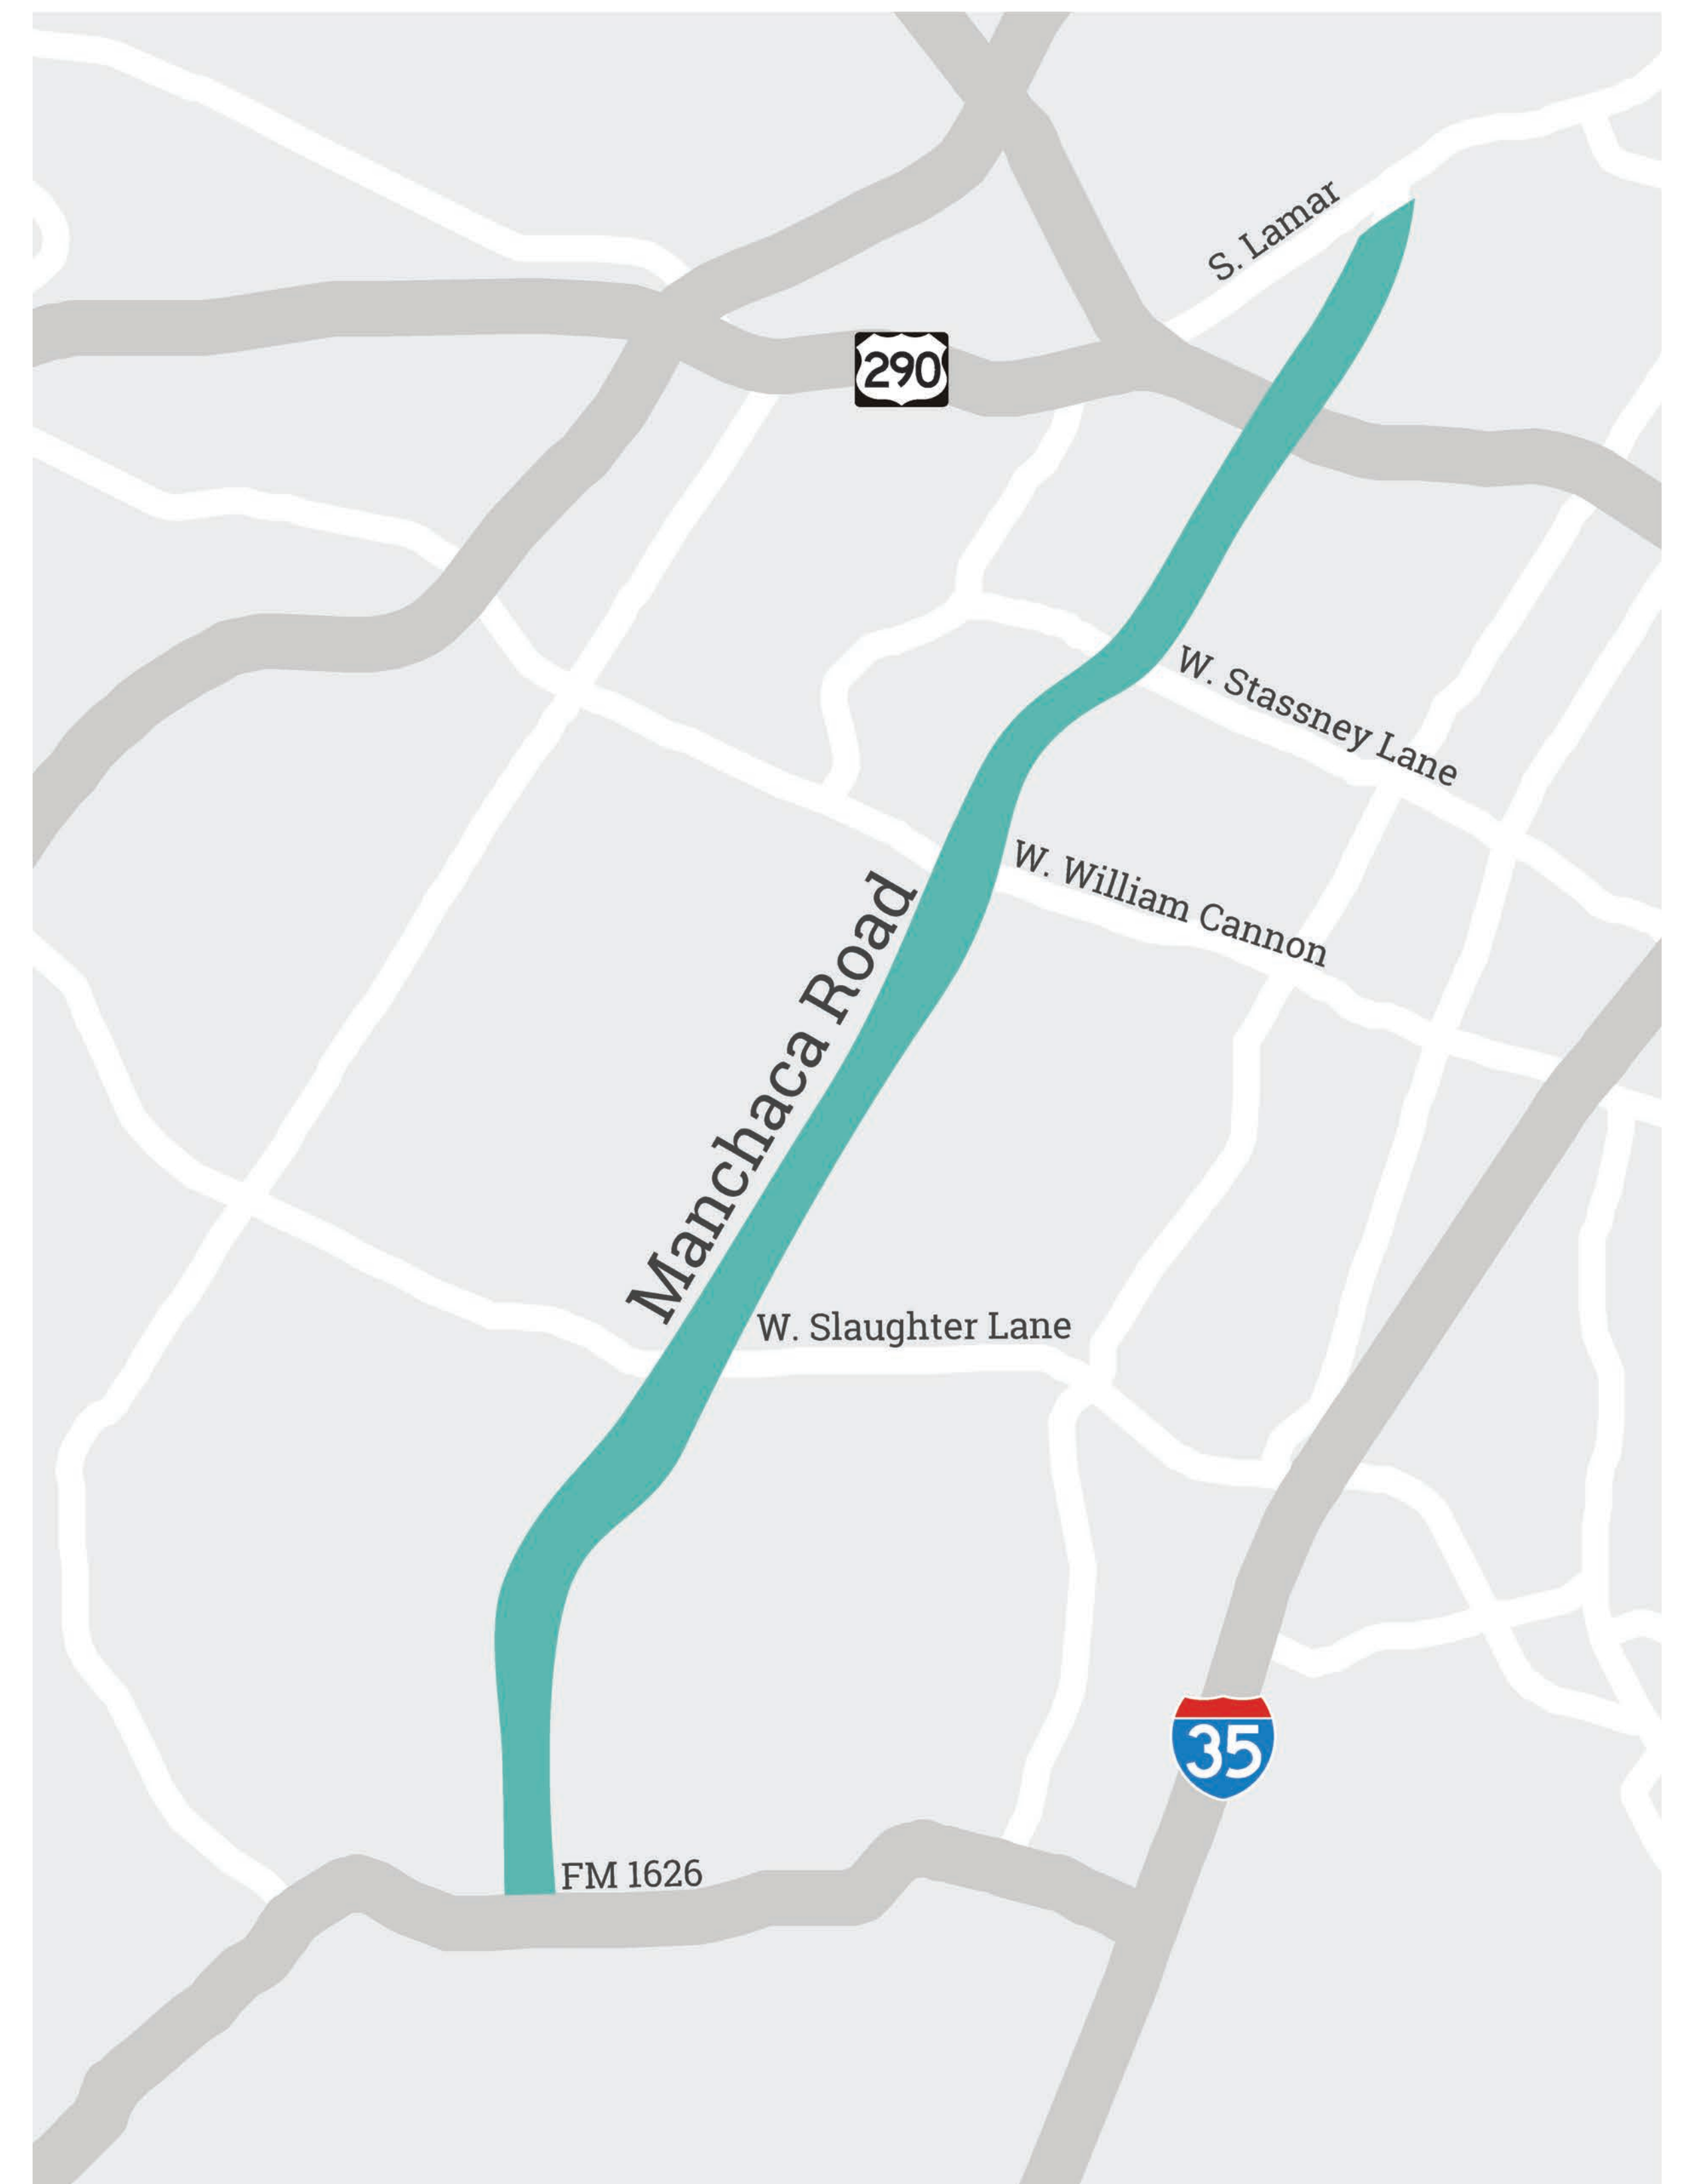 S. Lamar
290
W. Stassney Lane
W. William Cannon
Manchaca Road
W. Slaughter Lane
35
FM 1626